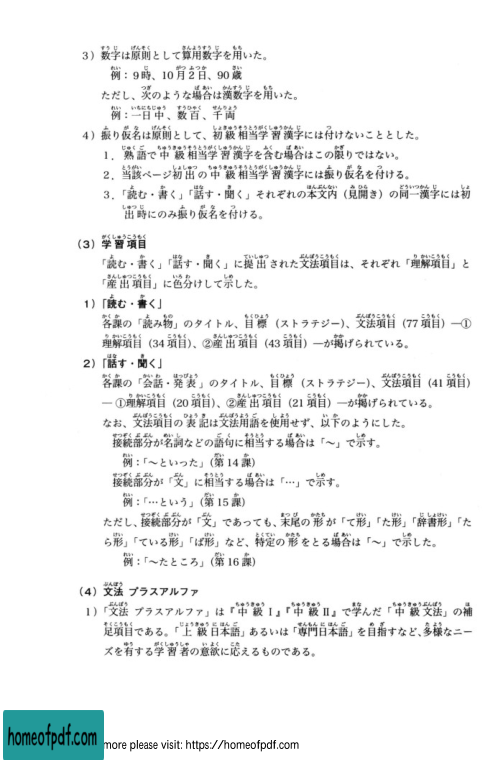 3）数字は原則として算用数字を用いた。
例：9時、10月2日、90歳
ただし、次のような場合は漢数字を用いた。
例：一日中、数百、千両
4）振り仮名は原則として、初級相当学習漢字には付けないこととした。
1．熟語で中級相当学習漢字を含む場合はこの限りではない。
2．当該ページ初出の中級相当学習漢字には振り仮名を付ける。
3．「読む・書く」「話す・聞く」それぞれの本文内（見開き）の同一漢字には初
出時にのみ振り仮名を付ける。
（3）学習項目
「読む・書く」「話す・聞く」に提出された文法項目は、それぞれ「理解項目」と
「産出項目」に色分けして示した。
1）「読む・書く」
各課の「読み物」のタイトル、目標（ストラテジー）、文法項目（77項目）―①
理解項目（34項目）、②産出項目（43項目）―が掲げられている。
2）「話す・聞く」
各課の「会話・発表」のタイトル、目標（ストラテジー）、文法項目（41項目）
― ①理解項目（20項目）、②産出項目（21項目）―が掲げられている。
なお、文法項目の表記は文法用語を使用せず、以下のようにした。
接続部分が名詞などの語句に相当する場合は「～」で示す。
例：「～といった」（第14課）
接続部分が「文」に相当する場合は「…」で示す。
例：「…という」（第15課）
ただし、接続部分が「文」であっても、末尾の形が「て形」「た形」「辞書形」「た
ら形」「ている形」「ば形」など、特定の形をとる場合は「～」で示した。
例：「～たところ」（第16課）
（4）文法 プラスアルファ
1）「文法 プラスアルファ」は『中級Ⅰ』『中級Ⅱ』で学んだ「中級文法」の補
足項目である。「上級日本語」あるいは「専門日本語」を目指すなど、多様なニー
ズを有する学習者の意欲に応えるものである。
homeofpdf.com
more please visit: https://homeofpdf.com